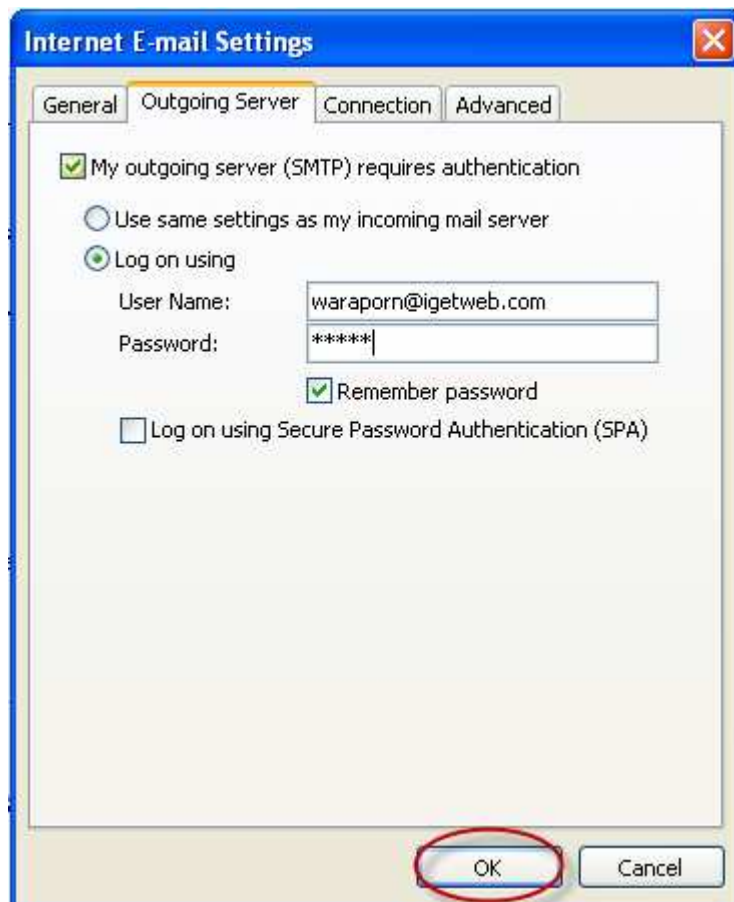 Internet E-mail Settings
General Outgoing Server Connection Advanced
My outgoing server (SMTP) requires authentication
Use same settings as my incoming mail server
Log on using
User Name: waraporn@igetweb.com
Password: *****
Remember password
Log on using Secure Password Authentication (SPA)
OK Cancel